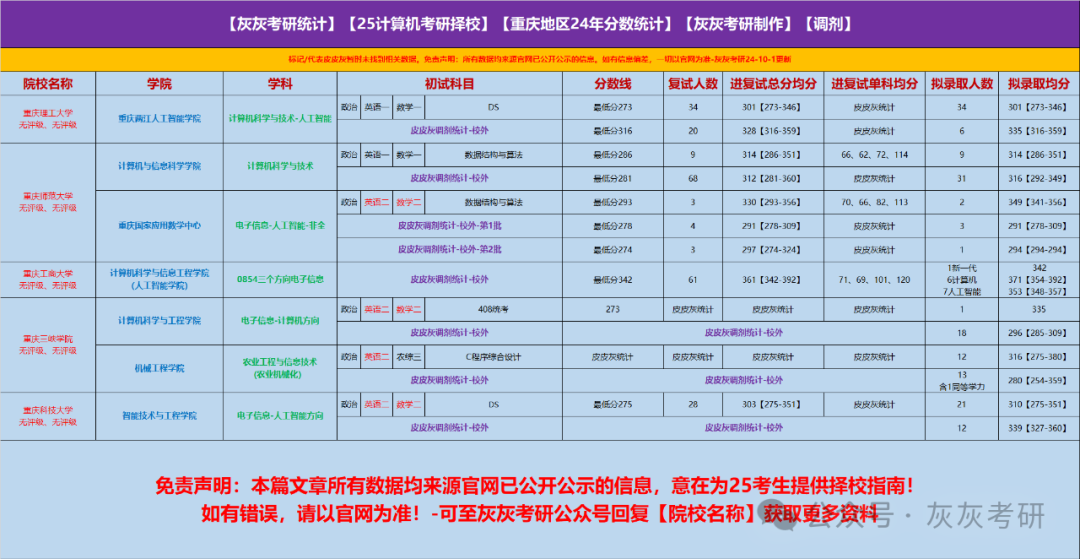 【灰灰考研统计】【25计算机考研择校】【重庆地区24年分数统计】【灰灰考研制作】【调剂】
标记/代表皮皮灰暂时未找到相关数据，免责声明：所有数据均来源官网已公开公示的信息，如有信息偏差，一切以官网为准-灰灰考研24-10-1更新
院校名称 学院 学科 初试科目 分数线 复试人数 进复试总分均分 进复试单科均分 拟录取人数 拟录取均分
重庆理工大学
无评级、无评级
重庆两江人工智能学院 计算机科学与技术-人工智能
政治 英语一 数学一 DS 最低分273 34 301【273-346】 皮皮灰统计 34 301【273-346】
皮皮灰调剂统计-校外 最低分316 20 328【316-359】 皮皮灰统计 6 335【316-359】
重庆师范大学
无评级、无评级
计算机与信息科学学院 计算机科学与技术
政治 英语一 数学一 数据结构与算法 最低分286 9 314【286-351】 66、62、72、114 9 314【286-351】
皮皮灰调剂统计-校外 最低分281 68 312【281-360】 皮皮灰统计 31 316【292-349】
重庆国家应用数学中心 电子信息-人工智能-非全
政治 英语二 数学二 数据结构与算法 最低分293 3 330【293-356】 70、66、82、113 2 349【341-356】
皮皮灰调剂统计-校外-第1批 最低分278 4 291【278-309】 皮皮灰统计 3 291【278-309】
皮皮灰调剂统计-校外-第2批 最低分274 3 297【274-324】 皮皮灰统计 1 294【294-294】
重庆工商大学
无评级、无评级
计算机科学与信息工程学院
(人工智能学院)
0854三个方向电子信息 皮皮灰调剂统计-校外 最低分342 61 361【342-392】 71、69、101、120
1新一代
6计算机
7人工智能
342
371【354-392】
353【348-357】
重庆三峡学院
无评级、无评级
计算机科学与工程学院 电子信息-计算机方向
政治 英语二 数学二 408统考 273 皮皮灰统计 皮皮灰统计 皮皮灰统计 1 335
皮皮灰调剂统计-校外 皮皮灰调剂统计-校外 18 296【285-309】
机械工程学院
农业工程与信息技术
(农业机械化)
政治 英语二 农综三 C程序综合设计 皮皮灰统计 皮皮灰统计 皮皮灰统计 皮皮灰统计 12 316【275-380】
皮皮灰调剂统计-校外 皮皮灰调剂统计-校外
13
含1同等学力
280【254-359】
重庆科技大学
无评级、无评级
智能技术与工程学院 电子信息-人工智能方向
政治 英语二 数学二 DS 最低分275 28 303【275-351】 皮皮灰统计 21 310【275-351】
皮皮灰调剂统计-校外 皮皮灰调剂统计-校外 12 339【327-360】
免责声明：本篇文章所有数据均来源官网已公开公示的信息，意在为25考生提供择校指南！
如有错误，请以官网为准！-可至灰灰考研公众号回复【院校名称】获取更多资料
公众号·灰灰考研